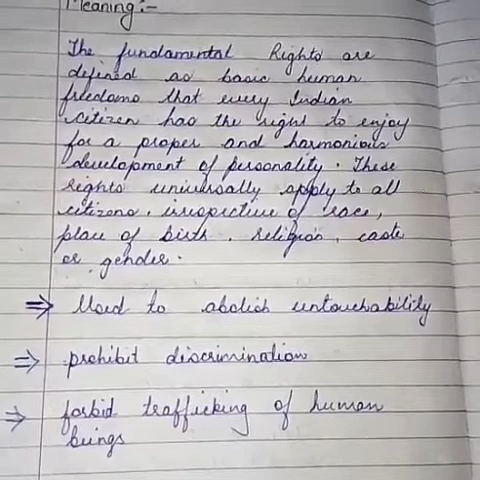 Meaning :-
The fundamental Rights are
defined as basic human
freedoms that every Indian
citizen has the right to enjoy
for a proper and harmonious
development of personality. These
rights universally apply to all
citizens, irrespective of race,
place of birth, religion, caste
or gender.
⇒ Used to abolish untouchability
⇒ prohibit discrimination
⇒ forbid trafficking of human
beings